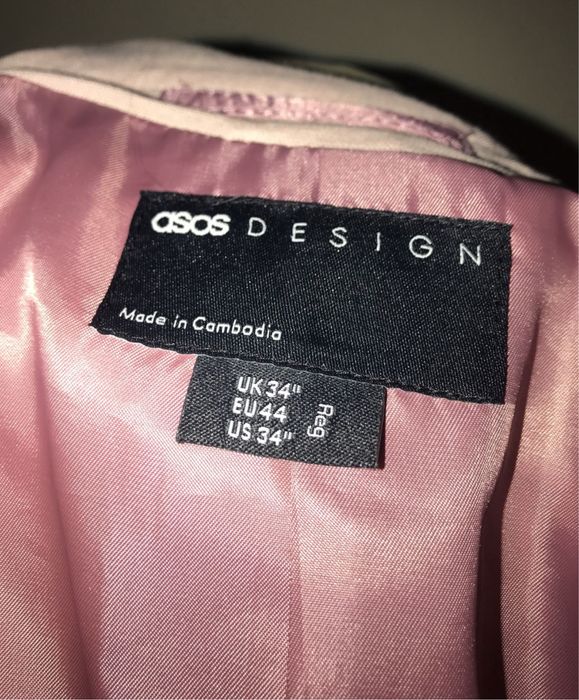 asos DESIGN
Made in Cambodia
UK 34"
EU 44
US 34"
Reg